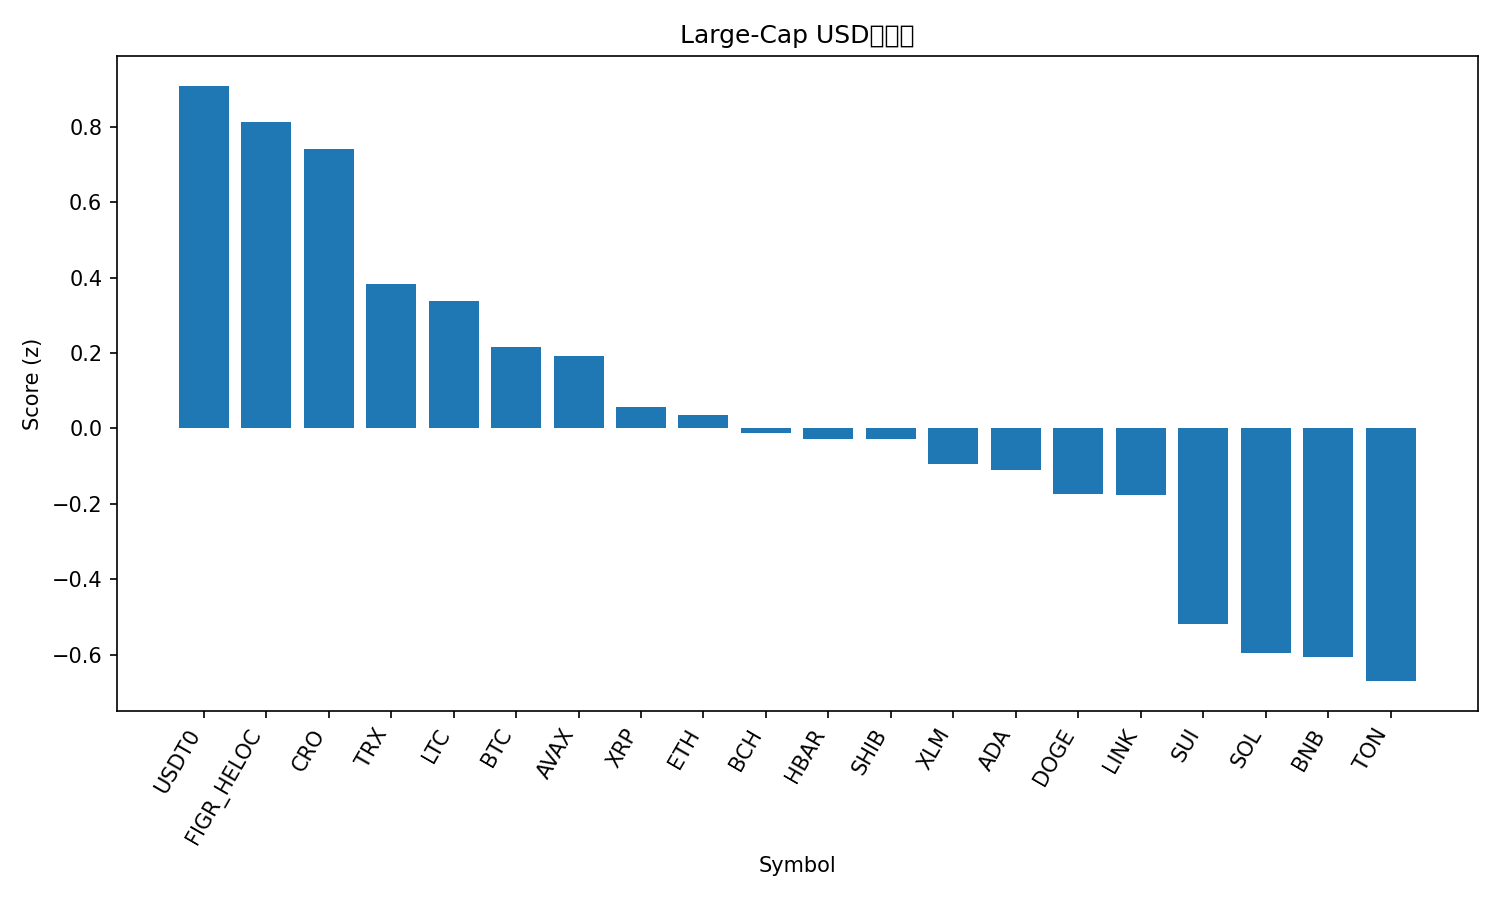 Large-Cap USD
Score (z)
0.8
0.6
0.4
0.2
0.0
−0.2
−0.4
−0.6
USDT0
FIGR_HELOC
CRO
TRX
LTC
BTC
AVAX
XRP
ETH
BCH
HBAR
SHIB
XLM
ADA
DOGE
LINK
SUI
SOL
BNB
TON
Symbol